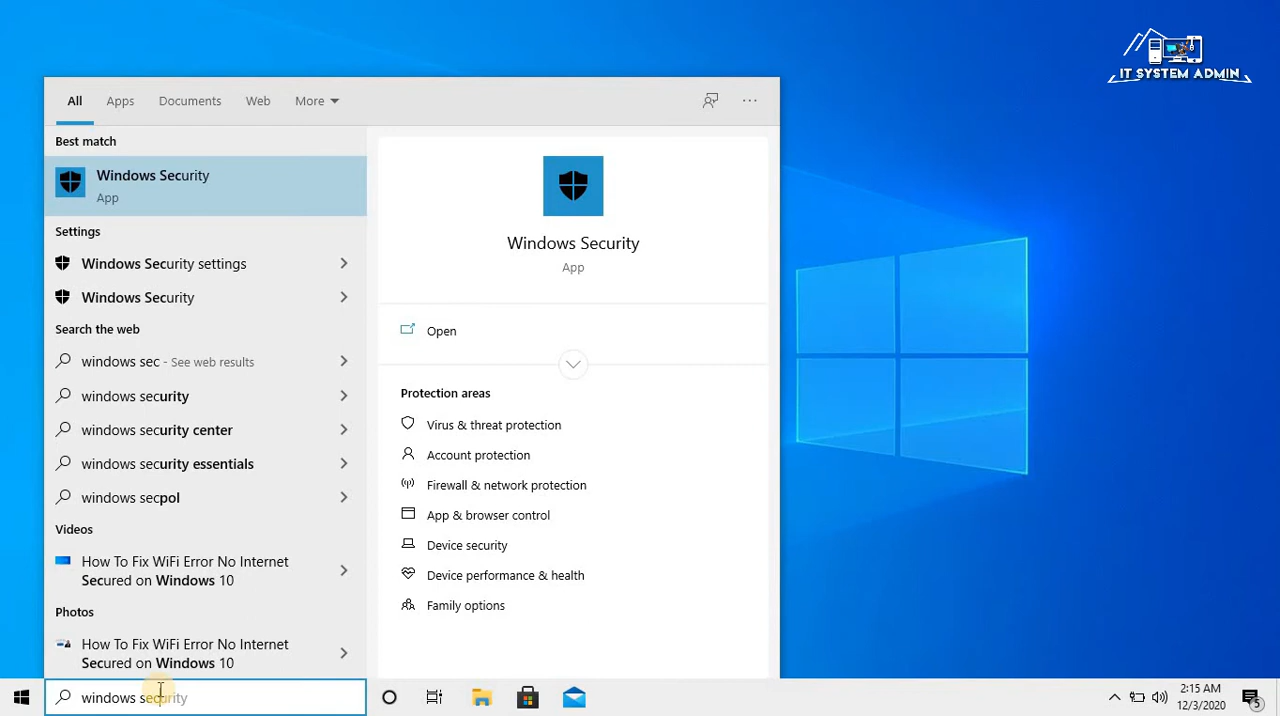 IT SYSTEM ADMIN
All Apps Documents Web More
Best match
Windows Security
App
Settings
Windows Security settings
Windows Security
Search the web
windows sec - See web results
windows security
windows security center
windows security essentials
windows secpol
Videos
How To Fix WiFi Error No Internet
Secured on Windows 10
Photos
How To Fix WiFi Error No Internet
Secured on Windows 10
Windows Security
App
Open
Protection areas
Virus & threat protection
Account protection
Firewall & network protection
App & browser control
Device security
Device performance & health
Family options
windows security
2:15 AM
12/3/2020
5